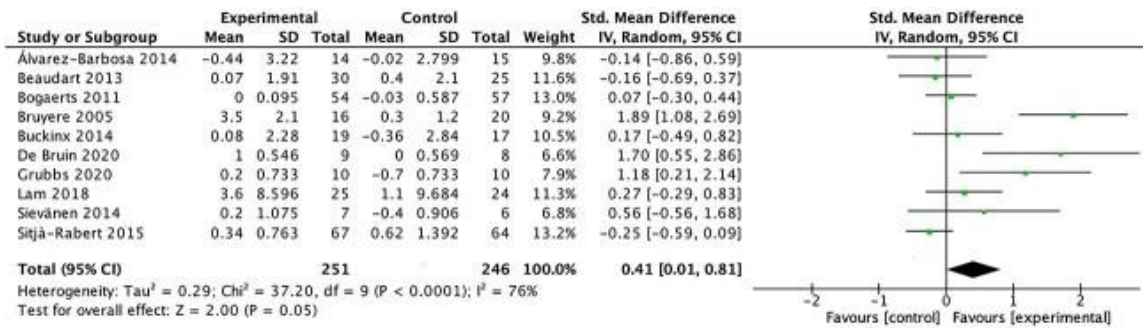 Experimental Control Std. Mean Difference Std. Mean Difference
Study or Subgroup Mean SD Total Mean SD Total Weight IV, Random, 95% CI IV, Random, 95% CI
Álvarez-Barbosa 2014 -0.44 3.22 14 -0.02 2.799 15 9.8% -0.14 [-0.86, 0.59]
Beaudart 2013 0.07 1.91 30 0.4 2.1 25 11.6% -0.16 [-0.69, 0.37]
Bogaerts 2011 0 0.095 54 -0.03 0.587 57 13.0% 0.07 [-0.30, 0.44]
Bruyere 2005 3.5 2.1 16 0.3 1.2 20 9.2% 1.89 [1.08, 2.69]
Buckinx 2014 0.08 2.28 19 -0.36 2.84 17 10.5% 0.17 [-0.49, 0.82]
De Bruin 2020 1 0.546 9 0 0.569 8 6.6% 1.70 [0.55, 2.86]
Grubbs 2020 0.2 0.733 10 -0.7 0.733 10 7.9% 1.18 [0.21, 2.14]
Lam 2018 3.6 8.596 25 1.1 9.684 24 11.3% 0.27 [-0.29, 0.83]
Sievänen 2014 0.2 1.075 7 -0.4 0.906 6 6.8% 0.56 [-0.56, 1.68]
Sitjà-Rabert 2015 0.34 0.763 67 0.62 1.392 64 13.2% -0.25 [-0.59, 0.09]
Total (95% CI) 251 246 100.0% 0.41 [0.01, 0.81]
Heterogeneity: Tau² = 0.29; Chi² = 37.20, df = 9 (P < 0.0001); I² = 76%
Test for overall effect: Z = 2.00 (P = 0.05)
-2 -1 0 1 2
Favours [control] Favours [experimental]